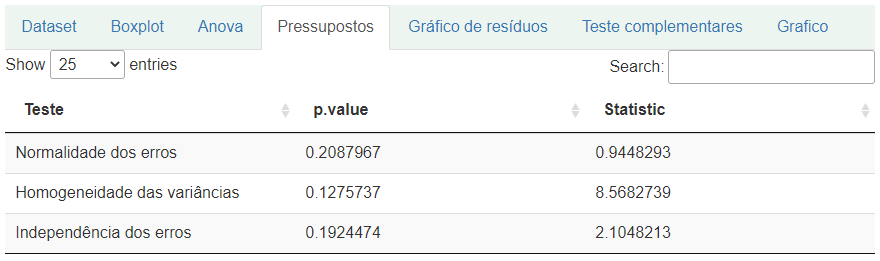 Dataset Boxplot Anova Pressupostos Gráfico de resíduos Teste complementares Grafico
Show 25 entries Search:
Teste p.value Statistic
Normalidade dos erros 0.2087967 0.9448293
Homogeneidade das variâncias 0.1275737 8.5682739
Independência dos erros 0.1924474 2.1048213